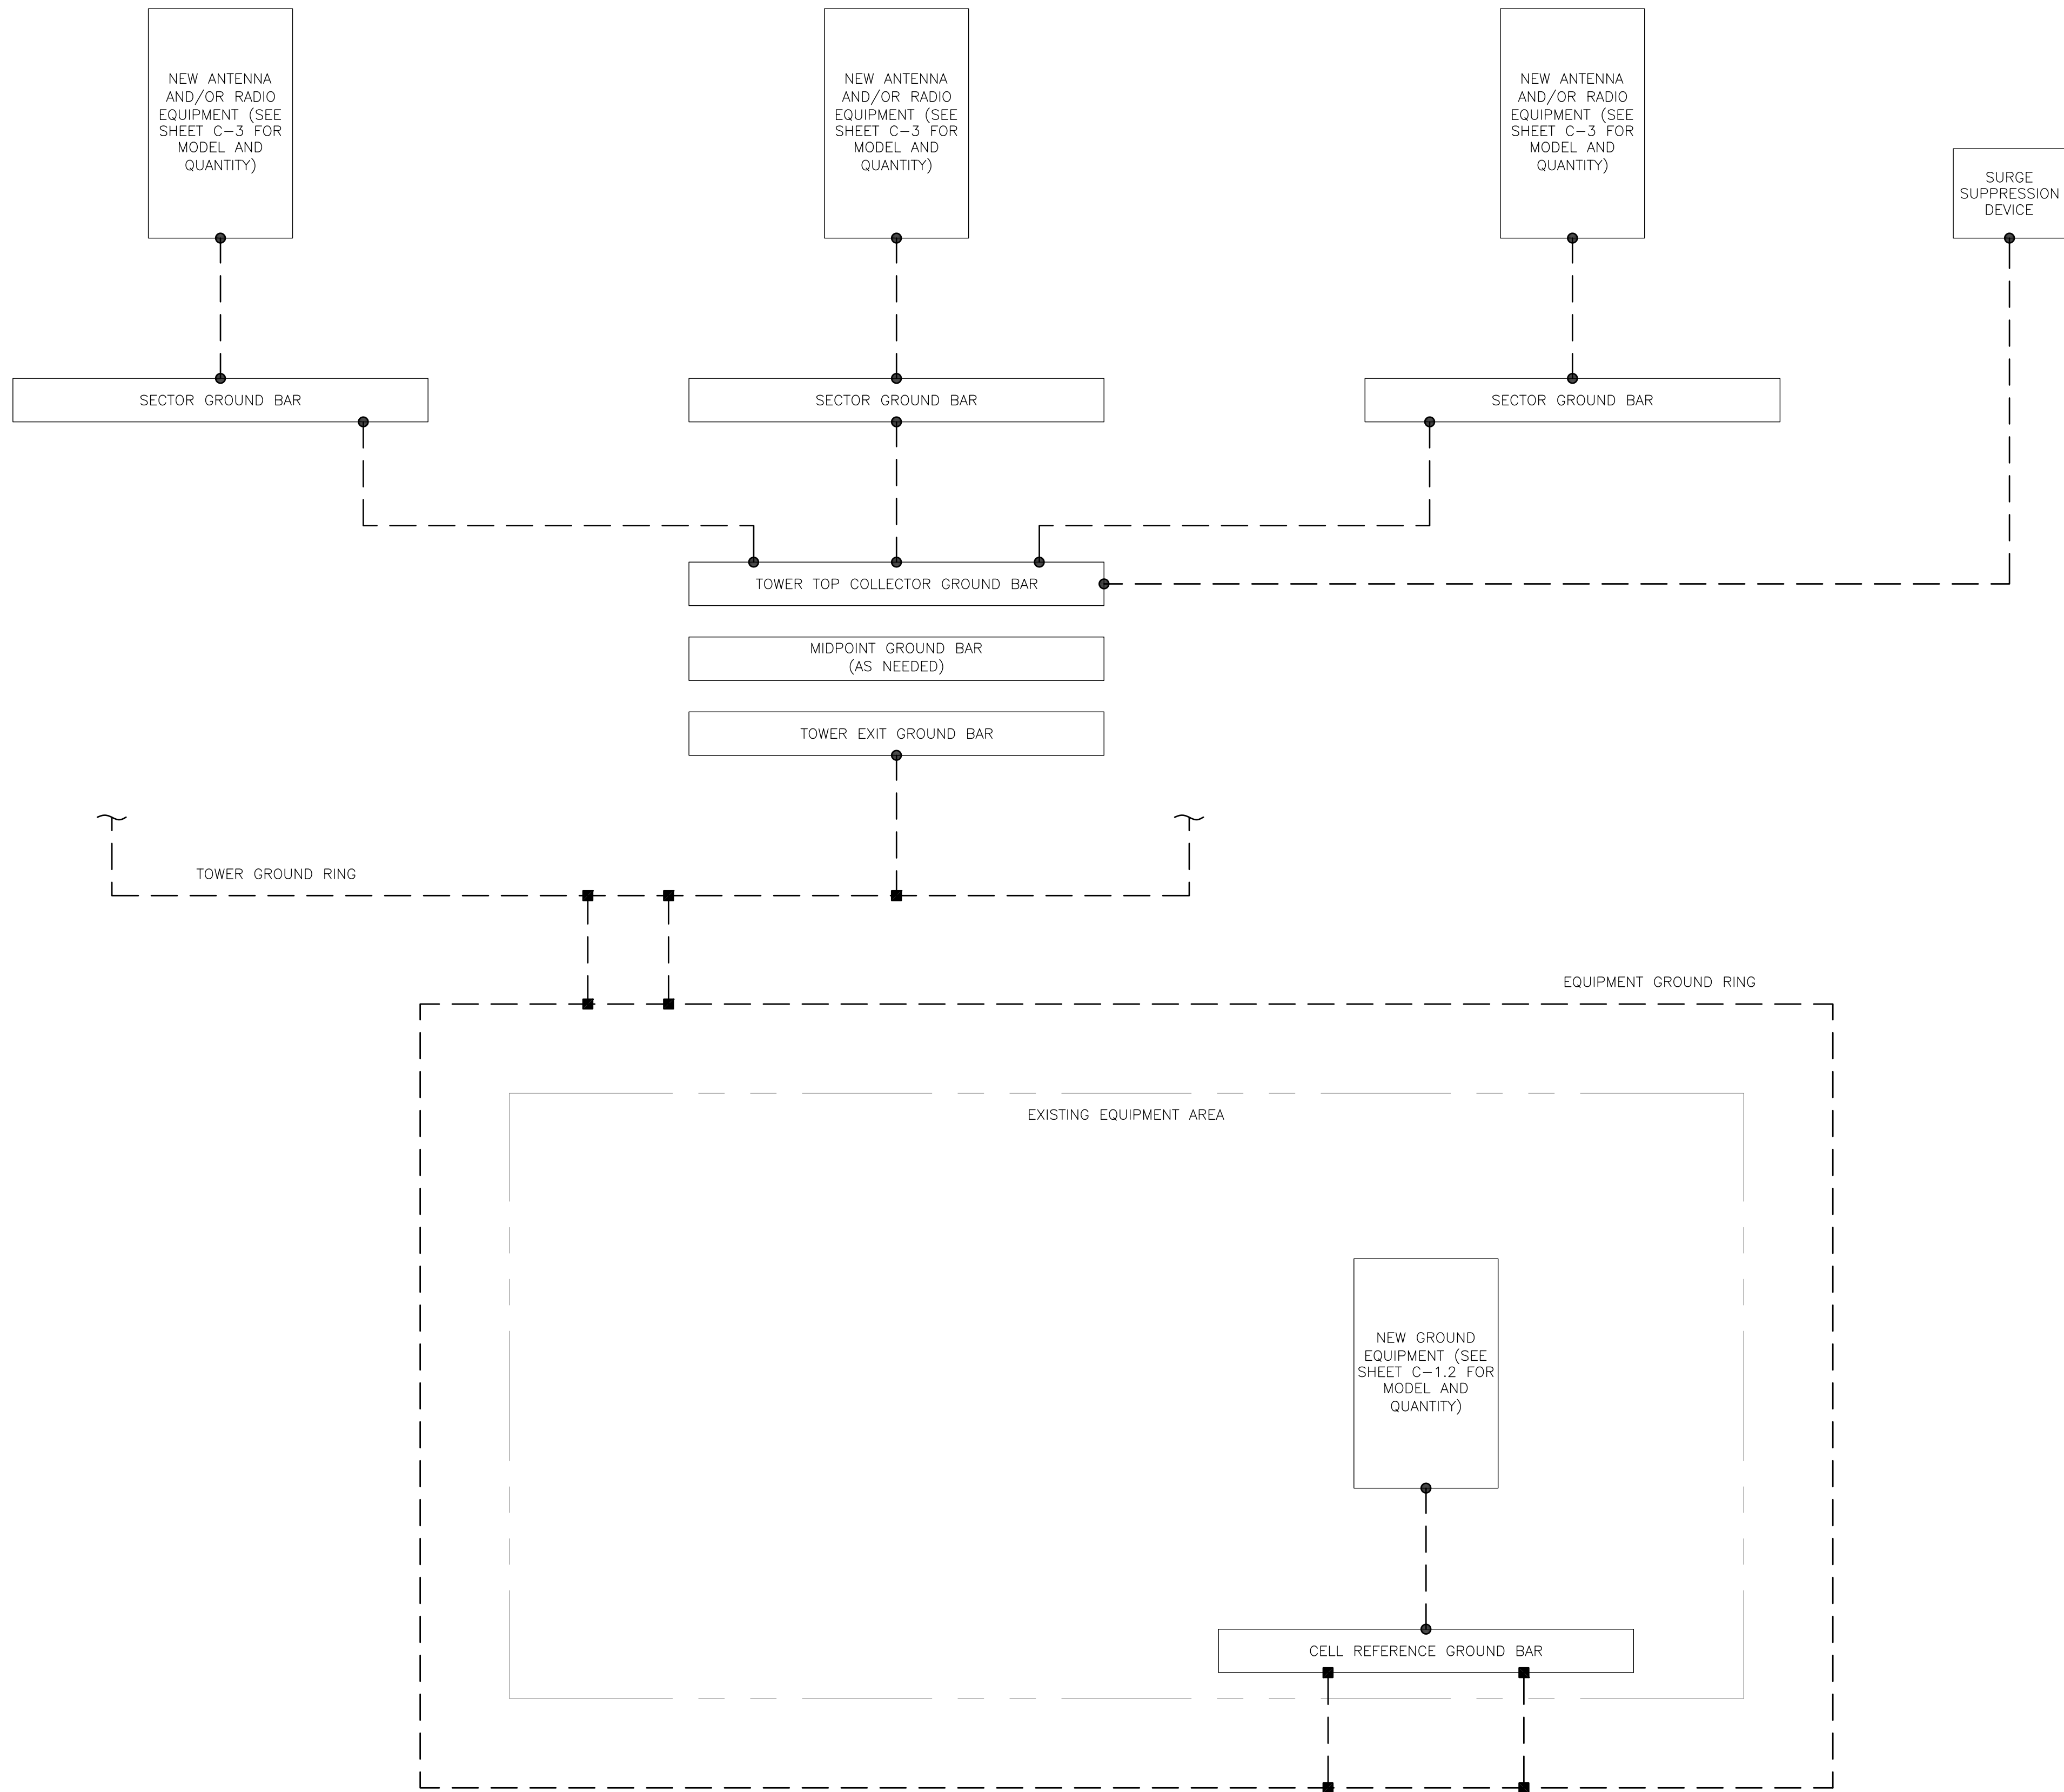 NEW ANTENNA
AND/OR RADIO
EQUIPMENT (SEE
SHEET C-3 FOR
MODEL AND
QUANTITY)
NEW ANTENNA
AND/OR RADIO
EQUIPMENT (SEE
SHEET C-3 FOR
MODEL AND
QUANTITY)
NEW ANTENNA
AND/OR RADIO
EQUIPMENT (SEE
SHEET C-3 FOR
MODEL AND
QUANTITY)
SURGE
SUPPRESSION
DEVICE
SECTOR GROUND BAR
SECTOR GROUND BAR
SECTOR GROUND BAR
TOWER TOP COLLECTOR GROUND BAR
MIDPOINT GROUND BAR
(AS NEEDED)
TOWER EXIT GROUND BAR
TOWER GROUND RING
EQUIPMENT GROUND RING
EXISTING EQUIPMENT AREA
NEW GROUND
EQUIPMENT (SEE
SHEET C-1.2 FOR
MODEL AND
QUANTITY)
CELL REFERENCE GROUND BAR